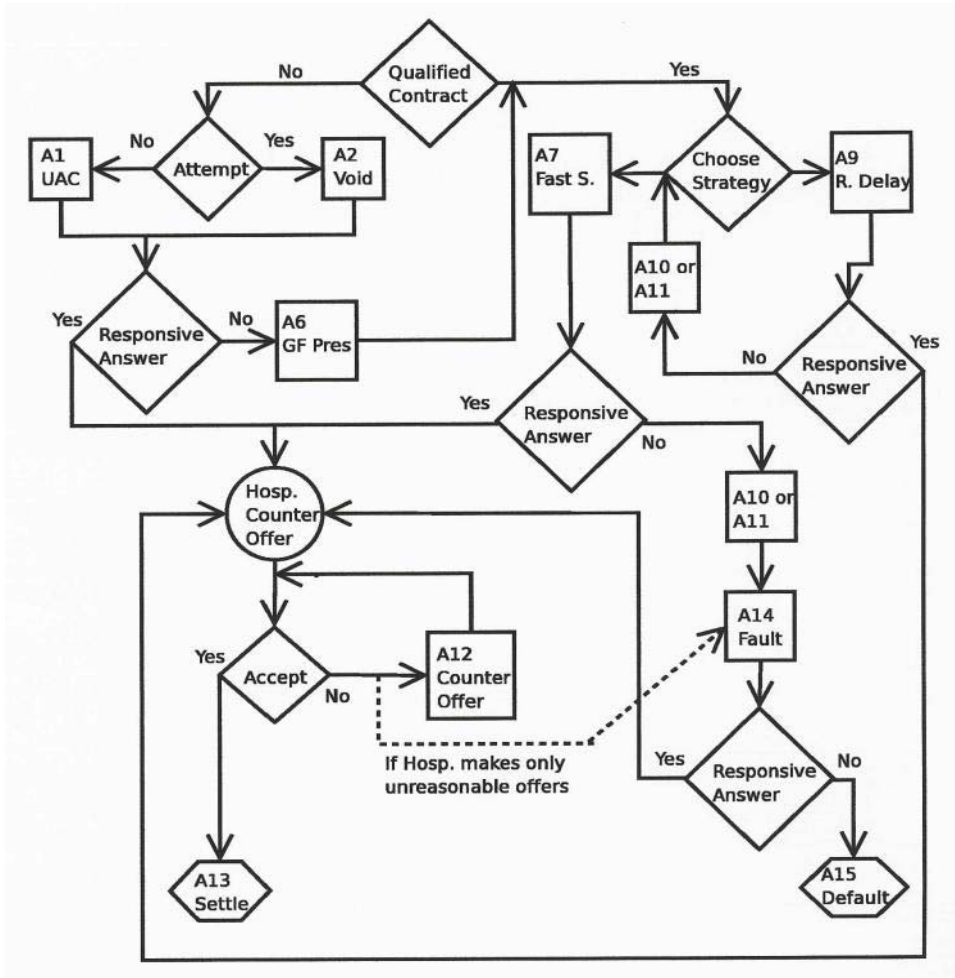 Qualified
Contract
No
Yes
No
Attempt
Yes
A1
UAC
A2
Void
A7
Fast S.
Choose
Strategy
A9
R. Delay
A10 or
A11
Yes
Responsive
Answer
No
A6
GF Pres
No
Responsive
Answer
Yes
Yes
Responsive
Answer
No
Hosp.
Counter
Offer
A10 or
A11
A14
Fault
Yes
Accept
No
A12
Counter
Offer
If Hosp. makes only
unreasonable offers
Yes
Responsive
Answer
No
A13
Settle
A15
Default